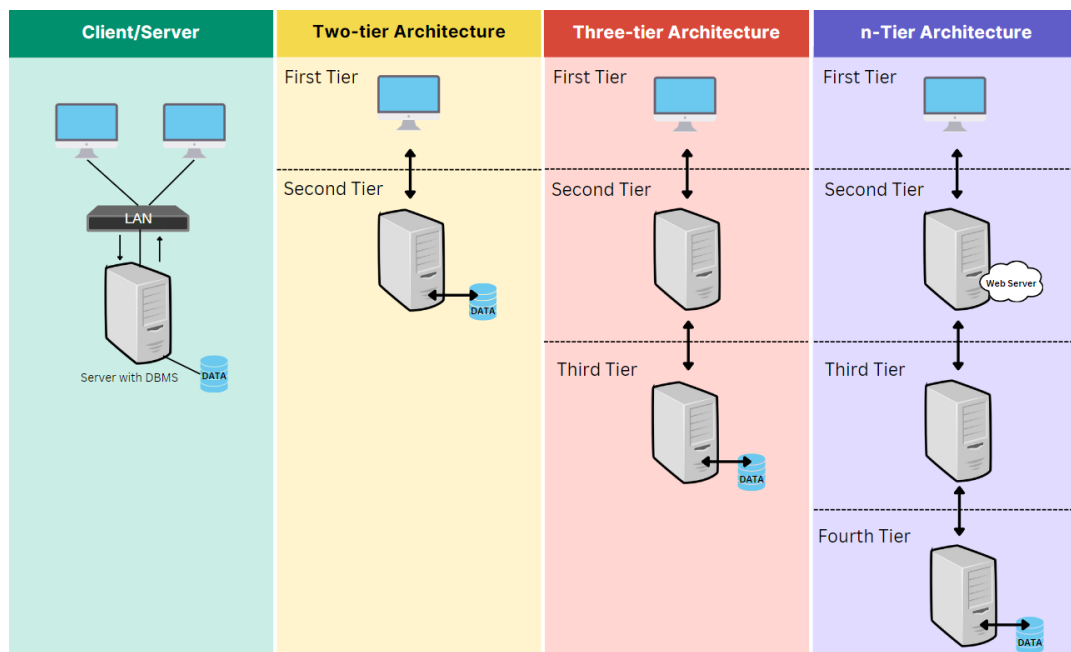 Client/Server
LAN
Server with DBMS
DATA
Two-tier Architecture
First Tier
Second Tier
DATA
Three-tier Architecture
First Tier
Second Tier
Third Tier
DATA
n-Tier Architecture
First Tier
Second Tier
Web Server
Third Tier
Fourth Tier
DATA